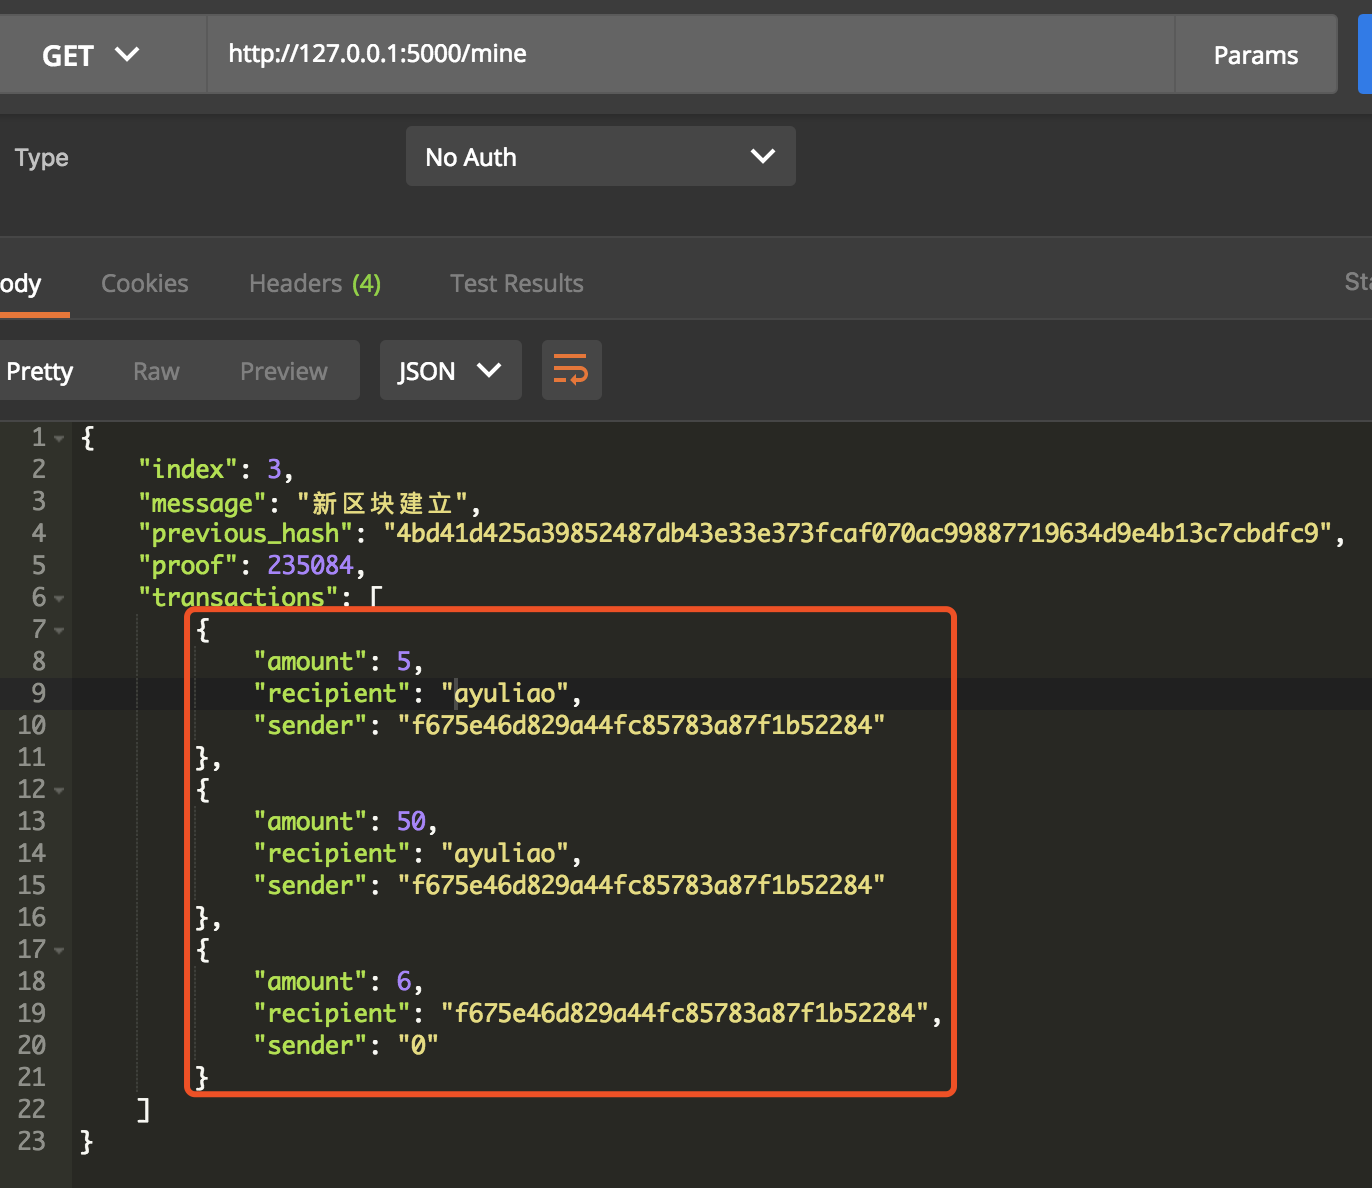 GET http://127.0.0.1:5000/mine Params
Type No Auth
ody Cookies Headers (4) Test Results Sta
Pretty Raw Preview JSON
1 {
2 "index": 3,
3 "message": "新区块建立",
4 "previous_hash": "4bd41d425a39852487db43e33e373fcaf070ac99887719634d9e4b13c7cbdfc9",
5 "proof": 235084,
6 "transactions": [
7 {
8 "amount": 5,
9 "recipient": "ayuliao",
10 "sender": "f675e46d829a44fc85783a87f1b52284"
11 },
12 {
13 "amount": 50,
14 "recipient": "ayuliao",
15 "sender": "f675e46d829a44fc85783a87f1b52284"
16 },
17 {
18 "amount": 6,
19 "recipient": "f675e46d829a44fc85783a87f1b52284",
20 "sender": "0"
21 }
22 ]
23 }